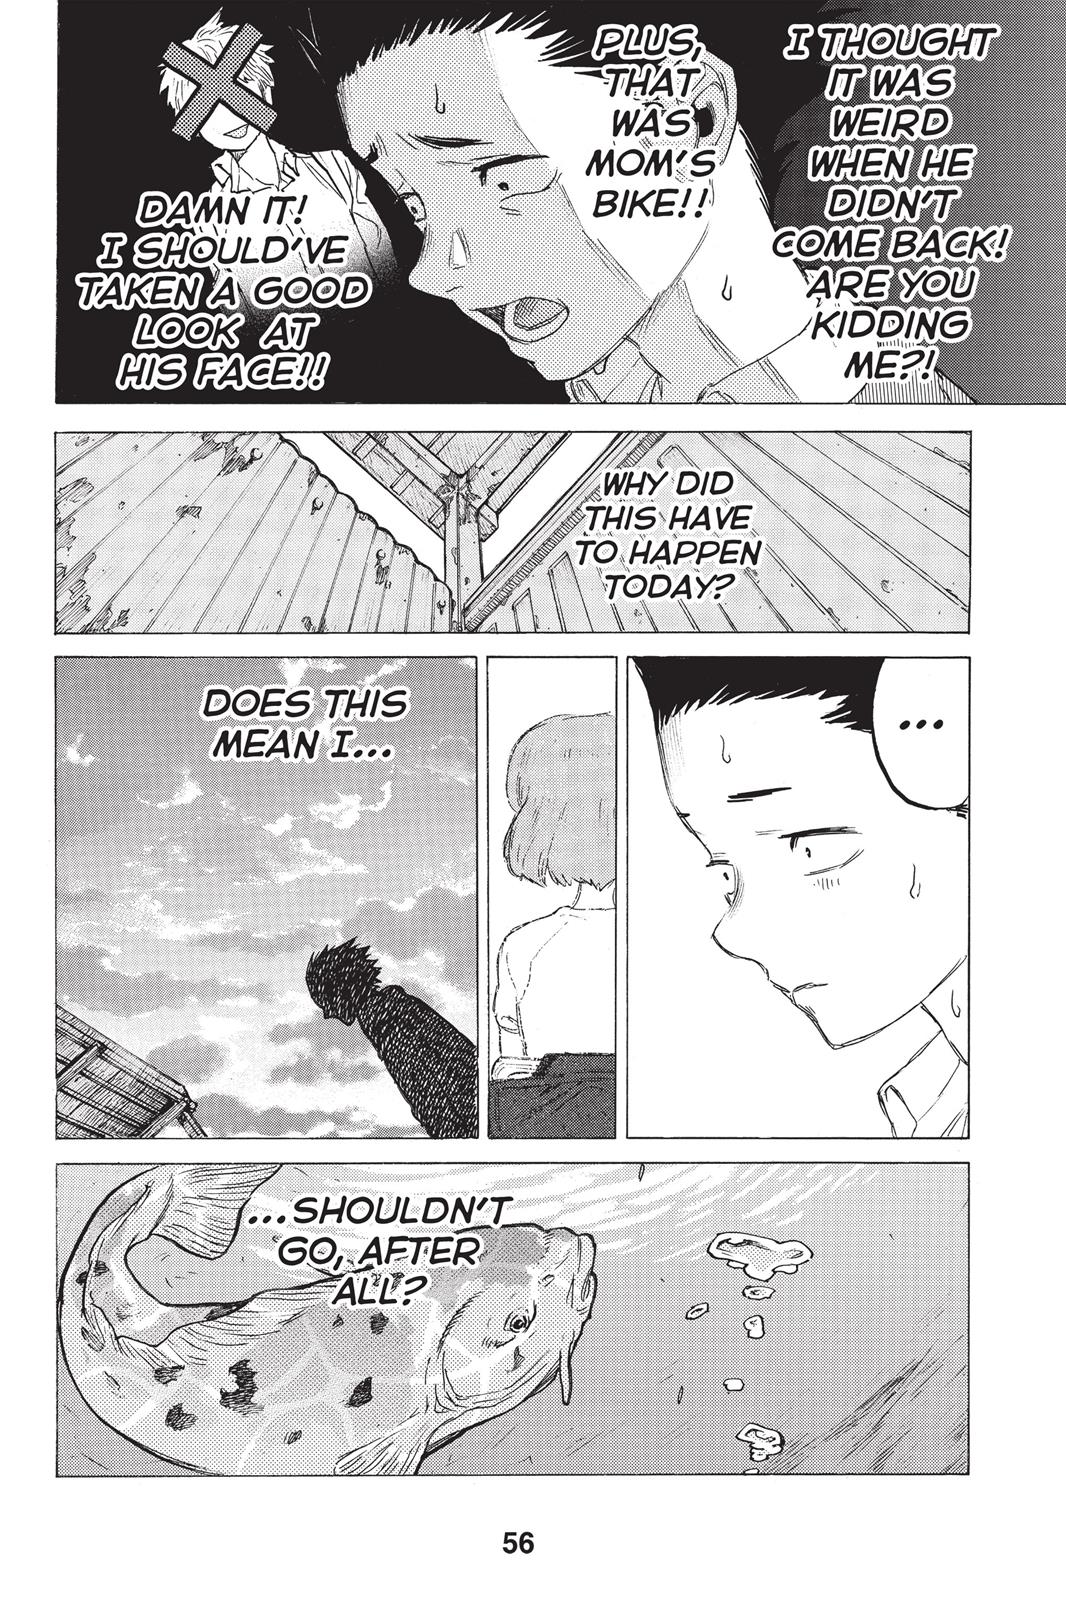 I THOUGHT
IT WAS
WEIRD
WHEN HE
DIDN'T
COME BACK!
ARE YOU
KIDDING
ME?!
PLUS,
THAT
WAS
MOM'S
BIKE!!
DAMN IT!
I SHOULD'VE
TAKEN A GOOD
LOOK AT
HIS FACE!!
WHY DID
THIS HAVE
TO HAPPEN
TODAY?
...
DOES THIS
MEAN I...
...SHOULDN'T
GO, AFTER
ALL?
56